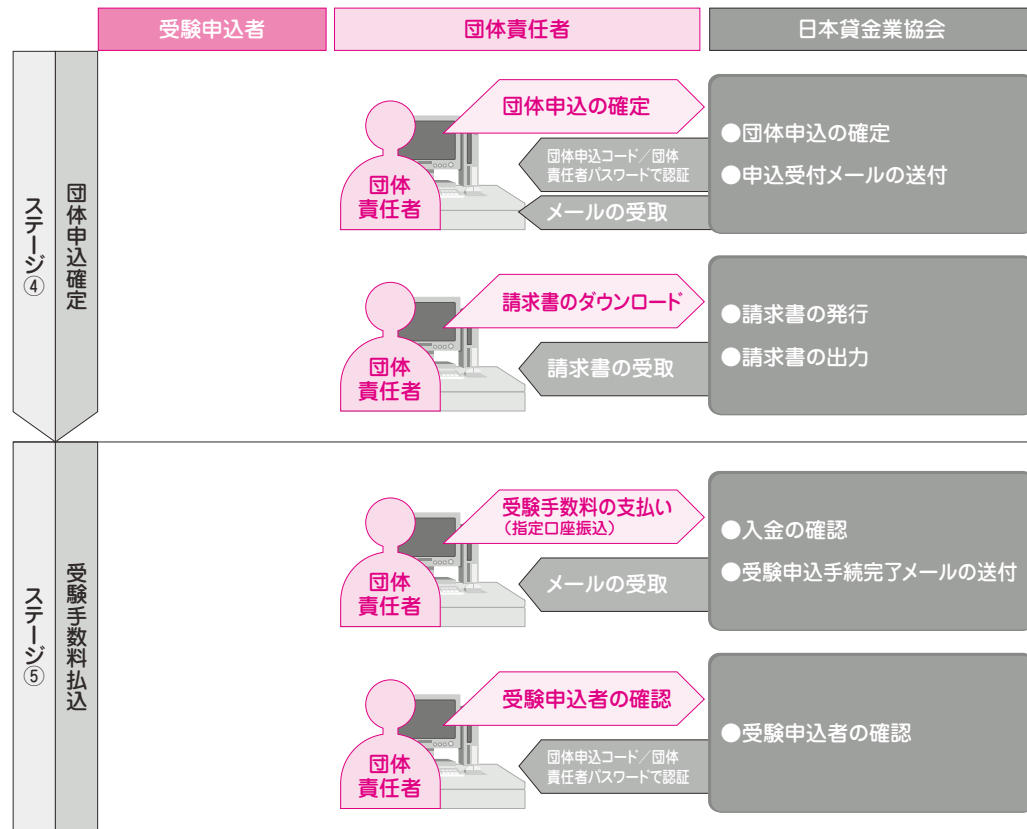 受験申込者
団体責任者
日本貸金業協会
ステージ④
団体申込確定
団体
責任者
団体申込の確定
団体申込コード／団体
責任者パスワードで認証
メールの受取
●団体申込の確定
●申込受付メールの送付
団体
責任者
請求書のダウンロード
請求書の受取
●請求書の発行
●請求書の出力
ステージ⑤
受験手数料払込
団体
責任者
受験手数料の支払い
（指定口座振込）
メールの受取
●入金の確認
●受験申込手続完了メールの送付
団体
責任者
受験申込者の確認
団体申込コード／団体
責任者パスワードで認証
●受験申込者の確認